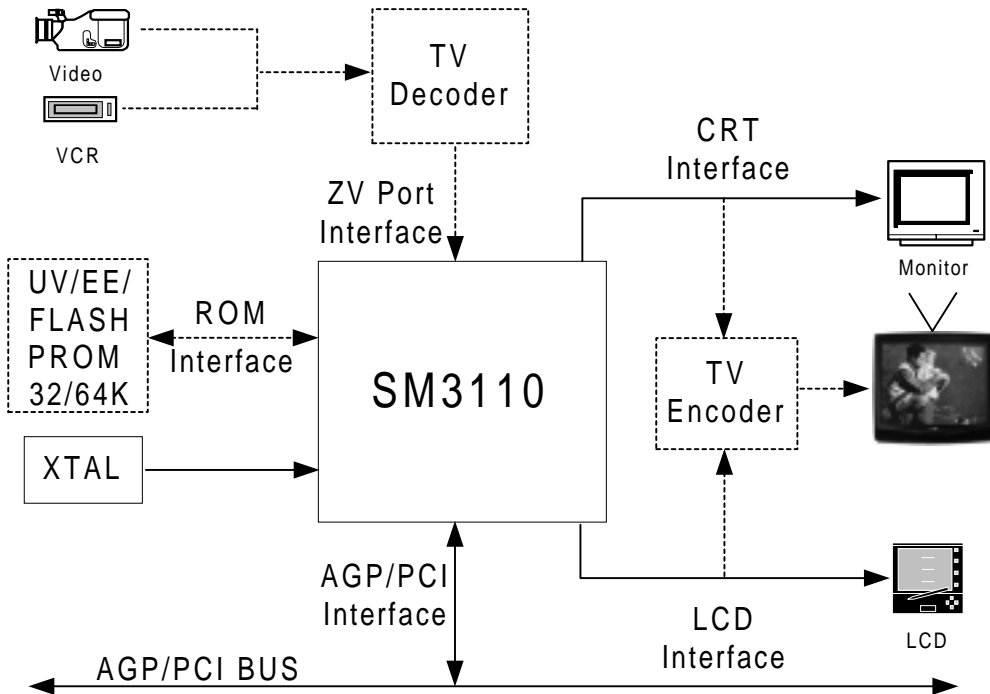 Video
VCR
TV
Decoder
ZV Port
Interface
CRT
Interface
Monitor
UV/EE/
FLASH
PROM
32/64K
ROM
Interface
SM3110
TV
Encoder
XTAL
AGP/PCI
Interface
LCD
Interface
LCD
AGP/PCI BUS